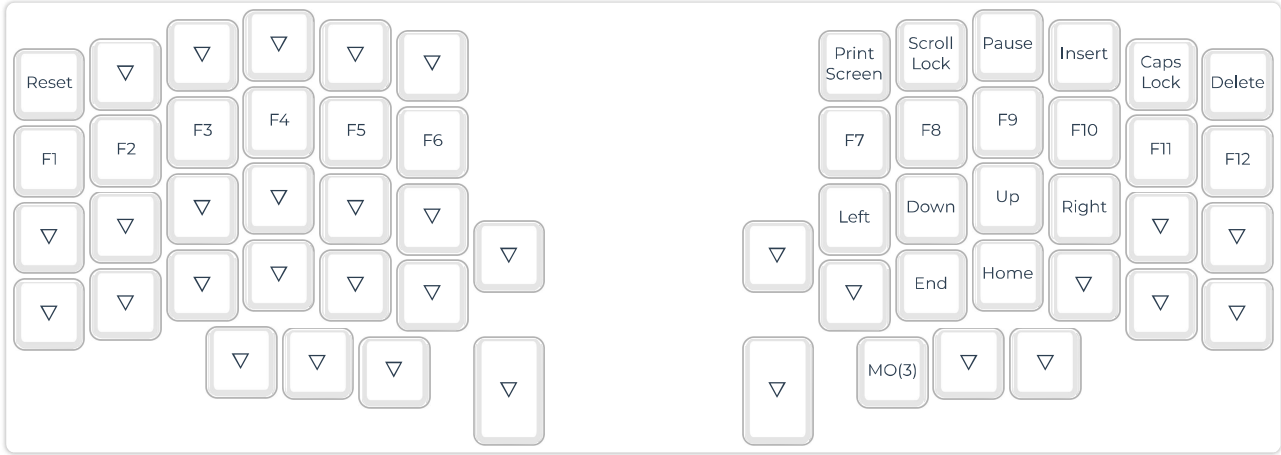 Reset ▽ ▽ ▽ ▽ ▽ Print Screen Scroll Lock Pause Insert Caps Lock Delete
F1 F2 F3 F4 F5 F6 F7 F8 F9 F10 F11 F12
▽ ▽ ▽ ▽ ▽ ▽ ▽ ▽ Left Down Up Right ▽ ▽
▽ ▽ ▽ ▽ ▽ ▽ ▽ End Home ▽ ▽ ▽
▽ ▽ ▽ ▽ ▽ MO(3) ▽ ▽